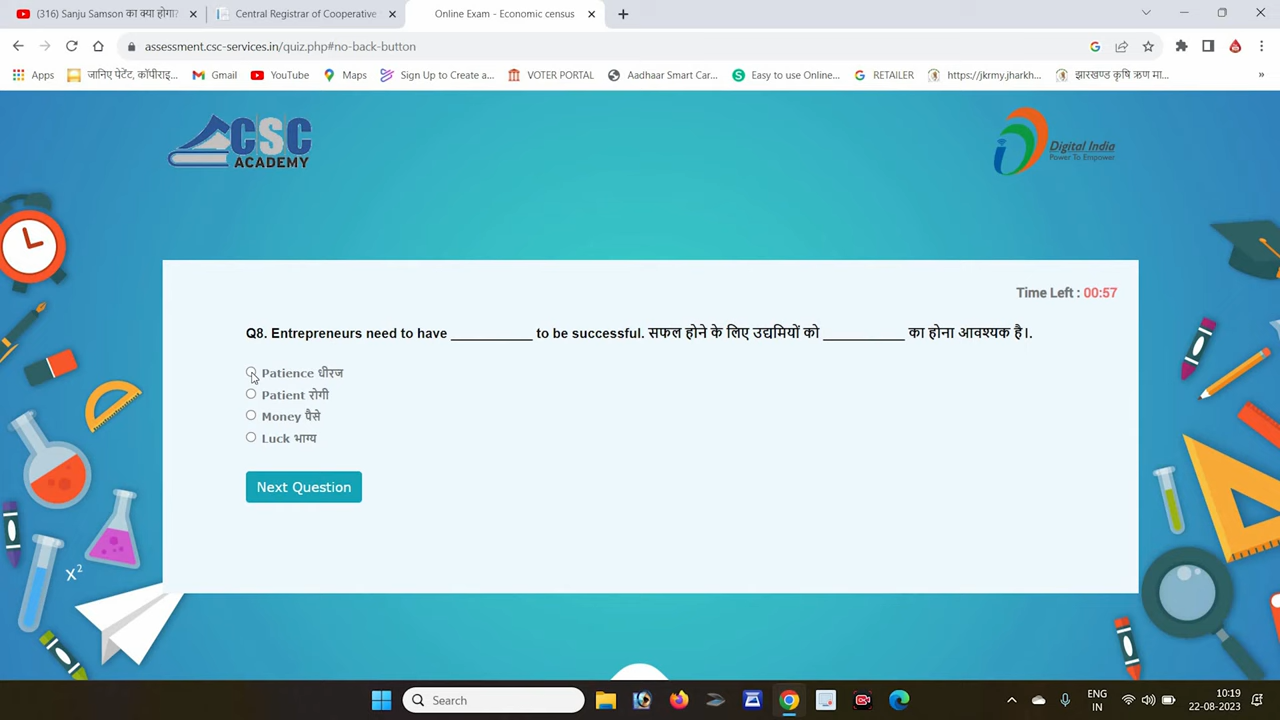 (316) Sanju Samson का क्या होगा?
Central Registrar of Cooperative
Online Exam - Economic census
assessment.csc-services.in/quiz.php#no-back-button
Apps
जानिए पेटेंट, कॉपीराइ...
Gmail
YouTube
Maps
Sign Up to Create a...
VOTER PORTAL
Aadhaar Smart Car...
Easy to use Online...
RETAILER
https://jkrmy.jharkh...
झारखण्ड कृषि ऋण मा...
»
CSC
ACADEMY
Digital India
Power To Empower
Time Left : 00:57
Q8. Entrepreneurs need to have ___________ to be successful. सफल होने के लिए उद्यमियों को ___________ का होना आवश्यक है।.
Patience धीरज
Patient रोगी
Money पैसे
Luck भाग्य
Next Question
x²
Search
ENG
IN
10:19
22-08-2023